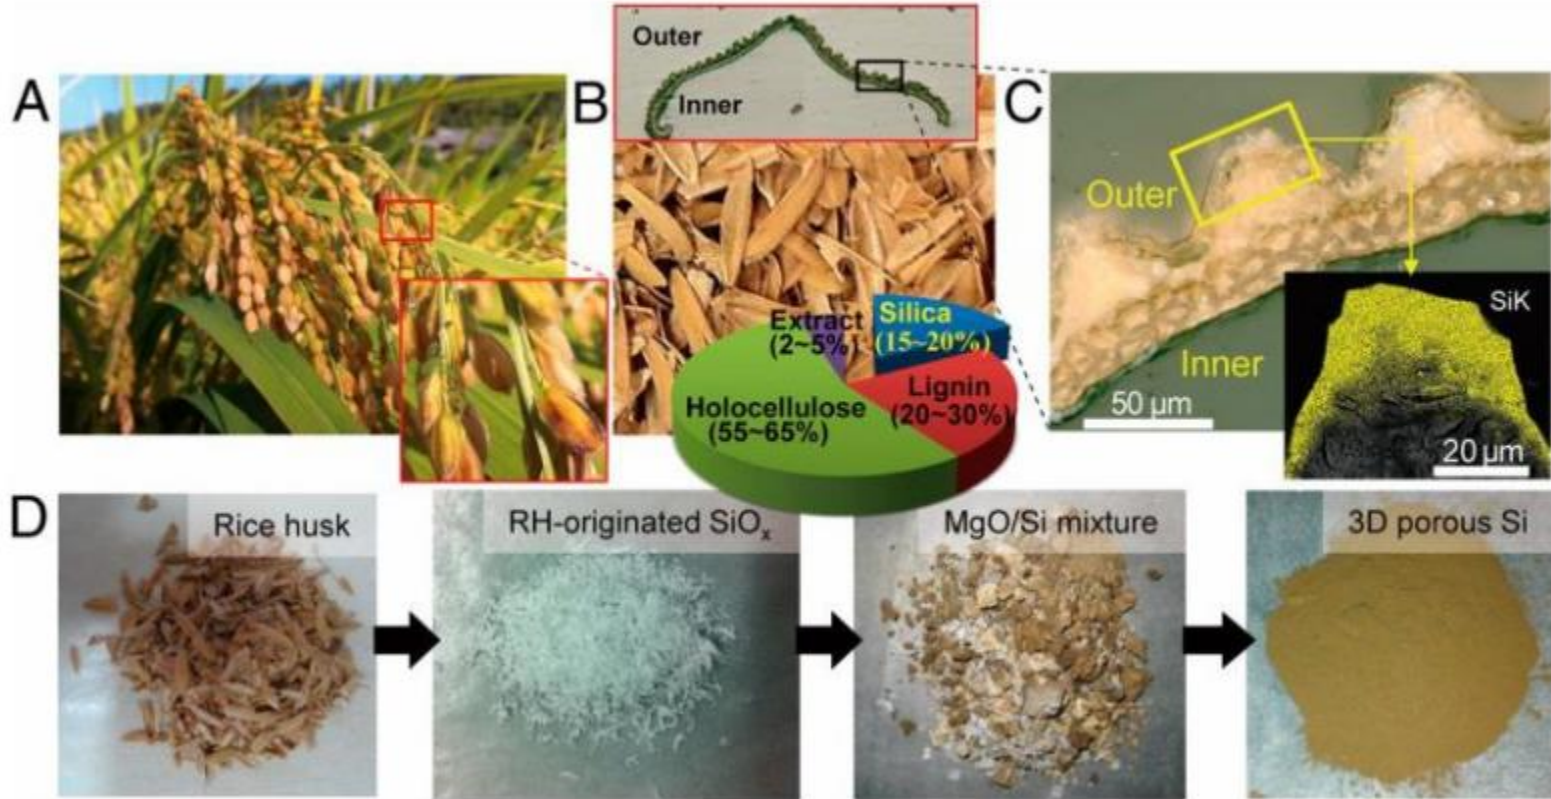 A
B
Outer
Inner
C
Outer
Inner
50 µm
SiK
20 µm
Extract
(2~5%)
Silica
(15~20%)
Lignin
(20~30%)
Holocellulose
(55~65%)
D
Rice husk
RH-originated SiOₓ
MgO/Si mixture
3D porous Si